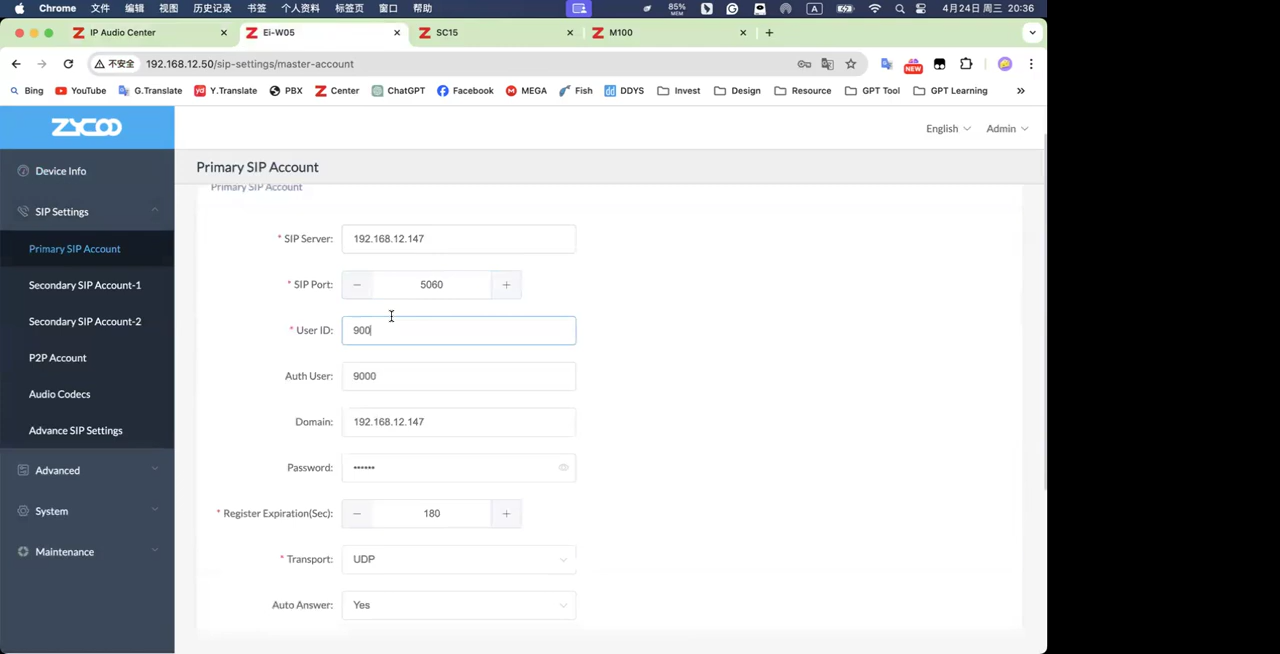 Chrome 文件 编辑 视图 历史记录 书签 个人资料 标签页 窗口 帮助 85% MEM A 4月24日 周三 20:36
IP Audio Center × Ei-W05 × SC15 × M100 × +
不安全 192.168.12.50/sip-settings/master-account NEW
Bing YouTube G.Translate Y.Translate PBX Center ChatGPT Facebook MEGA Fish DDYS Invest Design Resource GPT Tool GPT Learning »
ZYCOO
English Admin
Device Info
SIP Settings
Primary SIP Account
Secondary SIP Account-1
Secondary SIP Account-2
P2P Account
Audio Codecs
Advance SIP Settings
Advanced
System
Maintenance
Primary SIP Account
Primary SIP Account
* SIP Server: 192.168.12.147
* SIP Port: − 5060 +
* User ID: 900
Auth User: 9000
Domain: 192.168.12.147
Password: ••••••
* Register Expiration(Sec): − 180 +
* Transport: UDP
Auto Answer: Yes